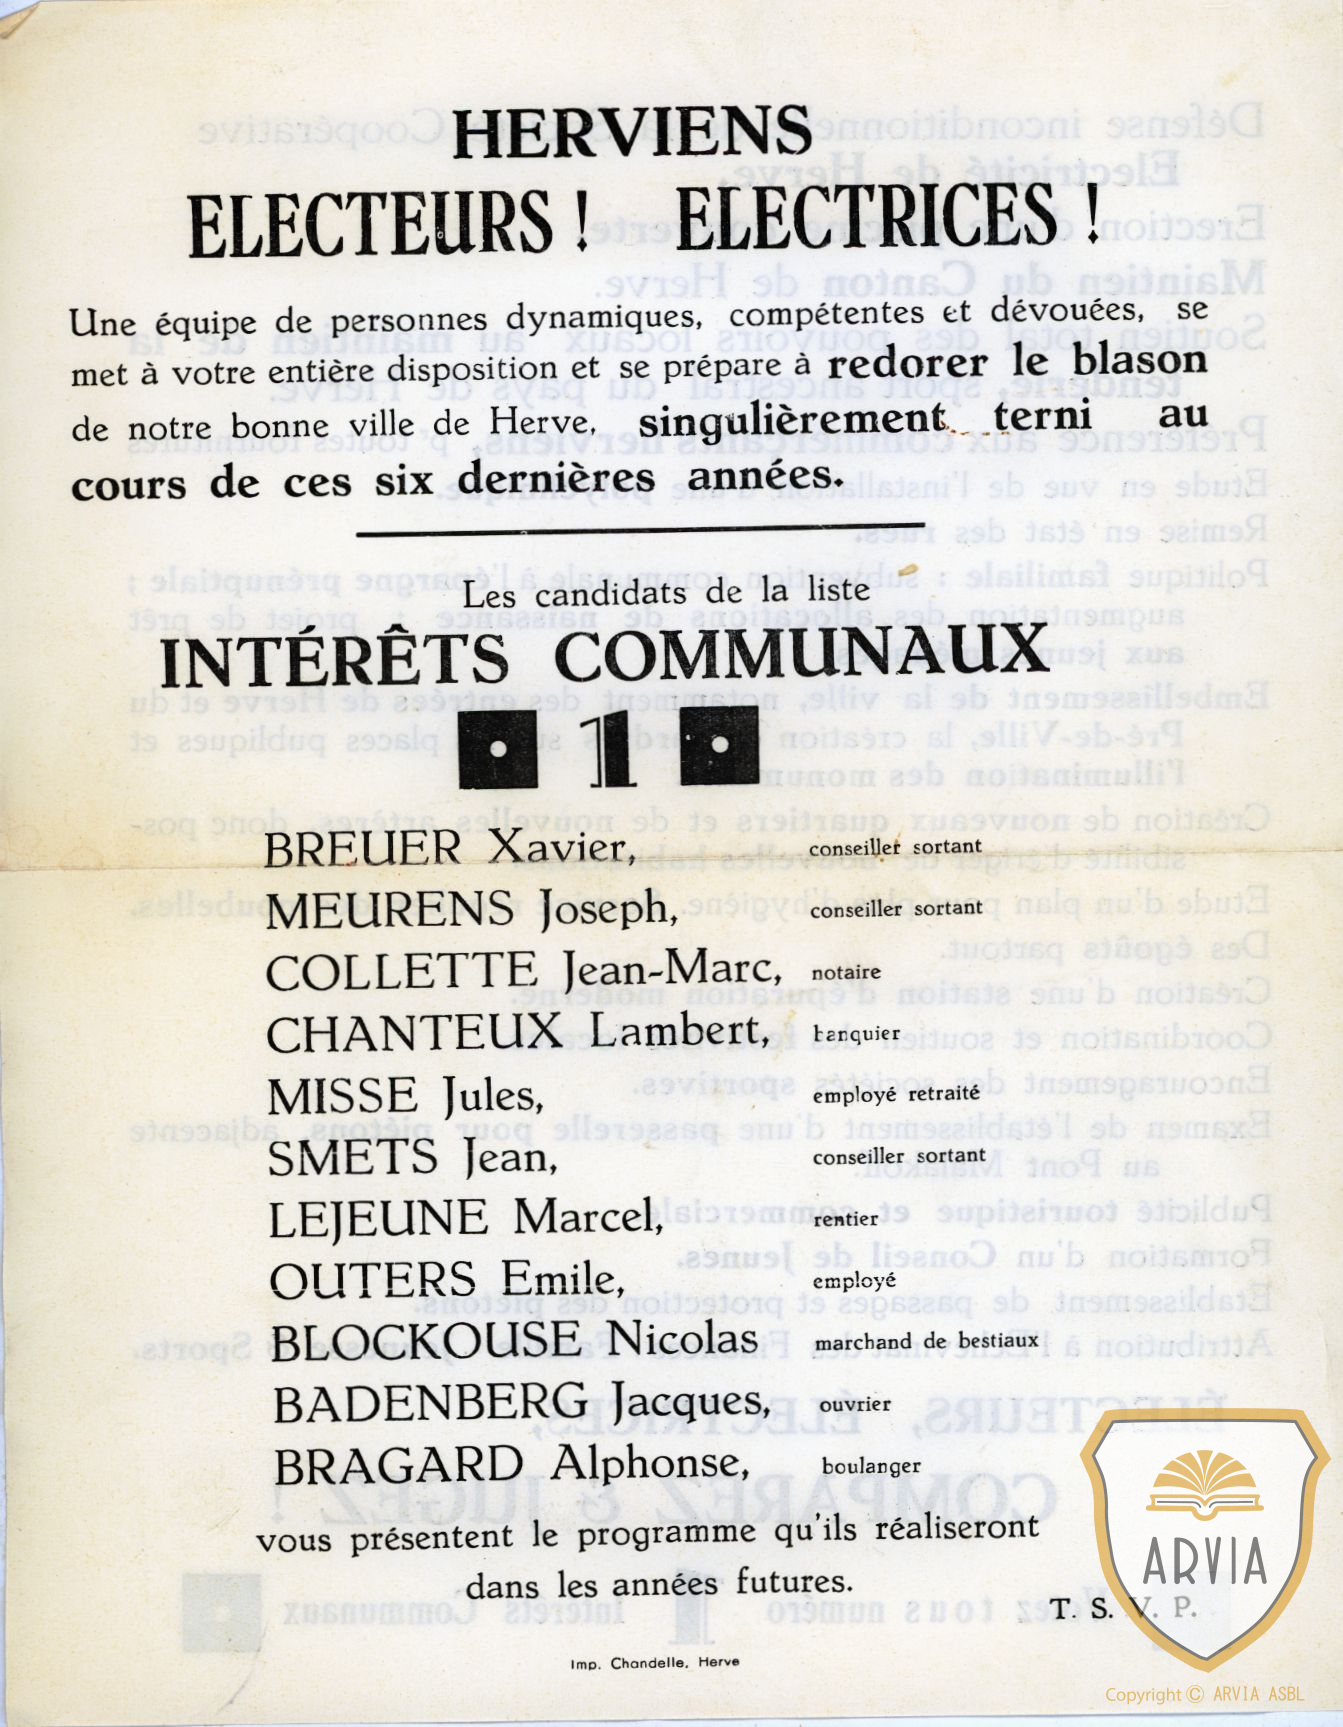 HERVIENS
ELECTEURS ! ELECTRICES !
Une équipe de personnes dynamiques, compétentes et dévouées, se
met à votre entière disposition et se prépare à redorer le blason
de notre bonne ville de Herve, singulièrement terni au
cours de ces six dernières années.
Les candidats de la liste
INTÉRÊTS COMMUNAUX
1
BREUER Xavier, conseiller sortant
MEURENS Joseph, conseiller sortant
COLLETTE Jean-Marc, notaire
CHANTEUX Lambert, banquier
MISSE Jules, employé retraité
SMETS Jean, conseiller sortant
LEJEUNE Marcel, rentier
OUTERS Emile, employé
BLOCKOUSE Nicolas marchand de bestiaux
BADENBERG Jacques, ouvrier
BRAGARD Alphonse, boulanger
vous présentent le programme qu'ils réaliseront
dans les années futures.
T. S. V. P.
Imp. Chandelle, Herve
ARVIA
Copyright © ARVIA ASBL